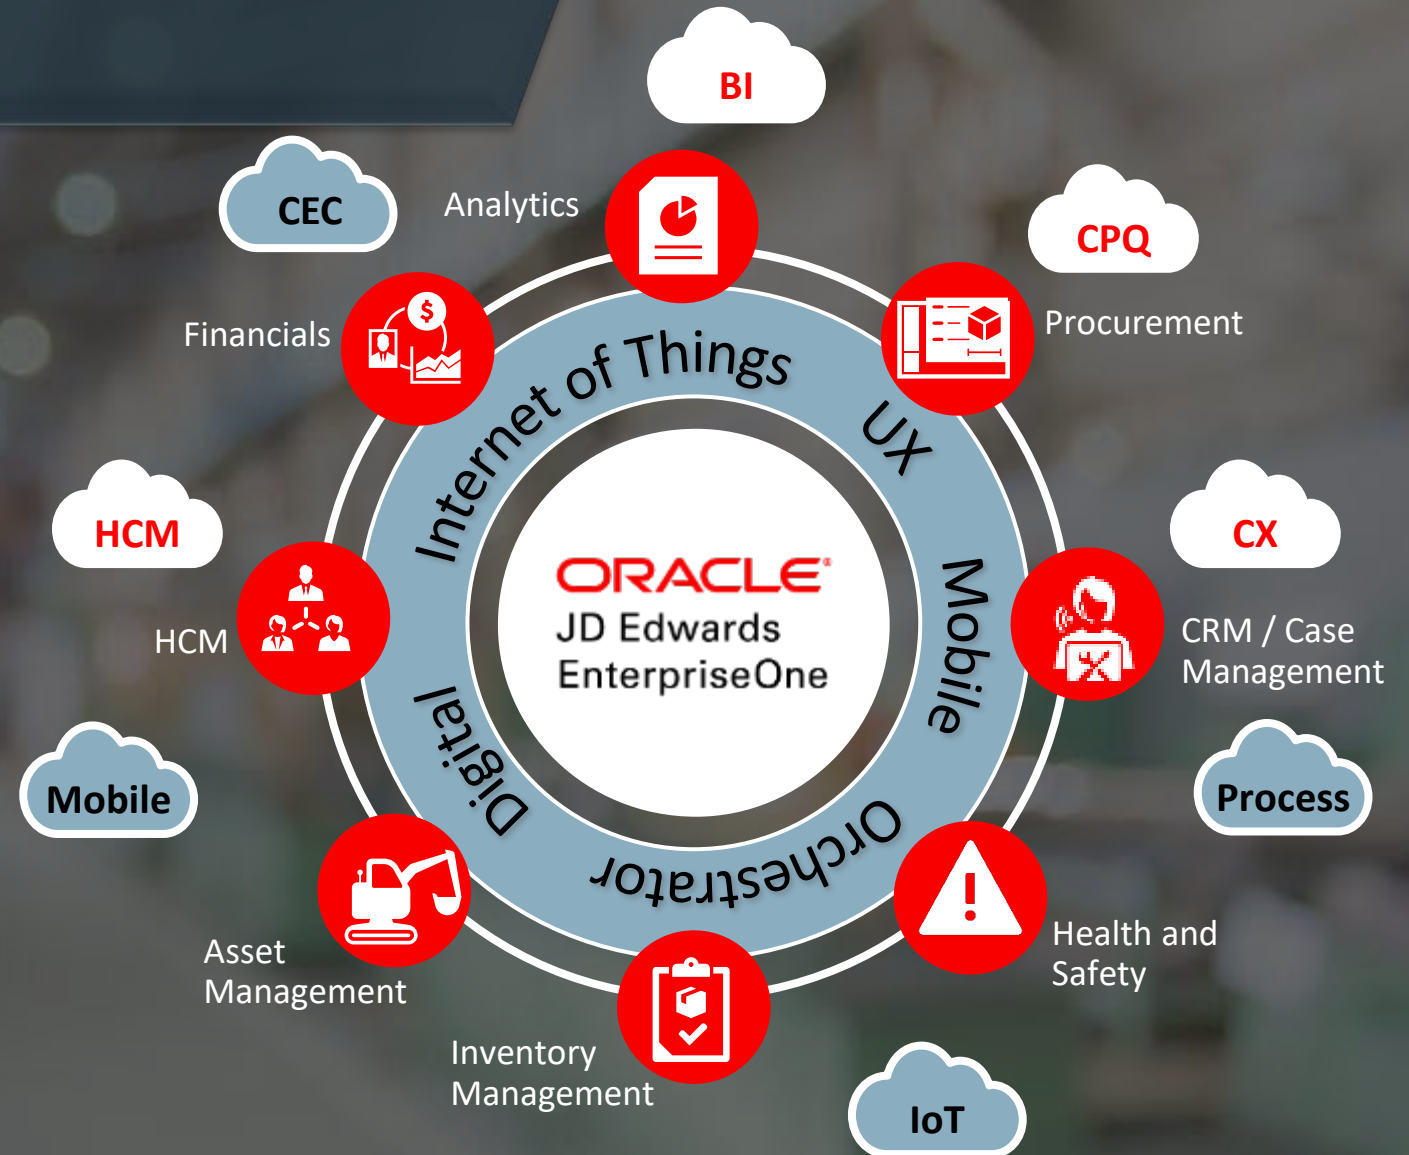 BI
CEC
Analytics
CPQ
Financials
Procurement
Internet of Things
UX
HCM
CX
ORACLE®
JD Edwards
EnterpriseOne
Mobile
HCM
CRM / Case
Management
Digital
Mobile
Process
Orchestrator
Asset
Management
Health and
Safety
Inventory
Management
IoT
$